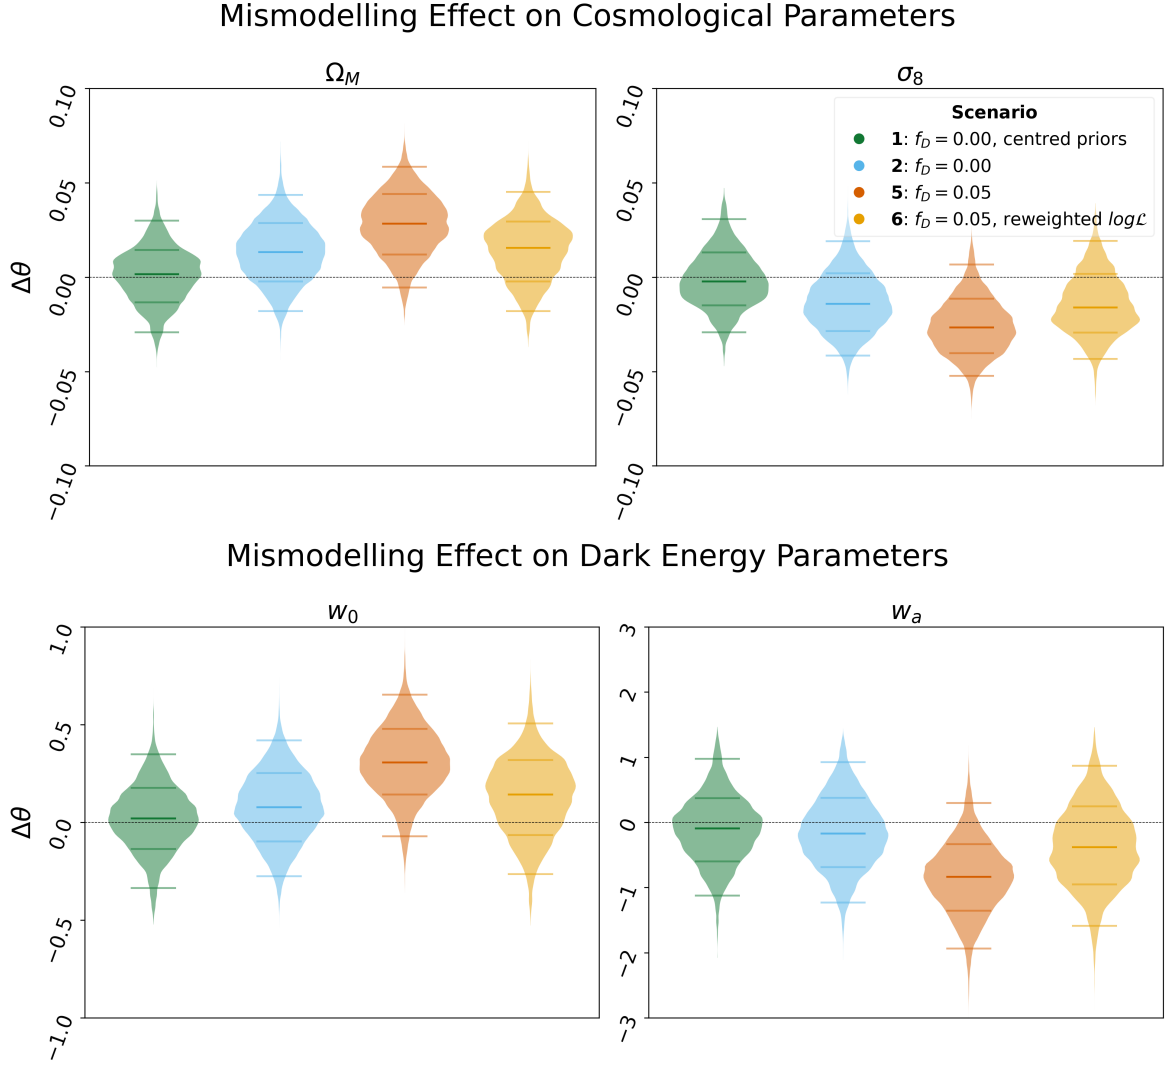 Mismodelling Effect on Cosmological Parameters
Ω_M
σ_8
0.10
0.05
0.00
−0.05
−0.10
Δθ
0.10
0.05
0.00
−0.05
−0.10
Scenario
1: f_D = 0.00, centred priors
2: f_D = 0.00
5: f_D = 0.05
6: f_D = 0.05, reweighted logℒ
Mismodelling Effect on Dark Energy Parameters
w_0
w_a
1.0
0.5
0.0
−0.5
−1.0
Δθ
3
2
1
0
−1
−2
−3